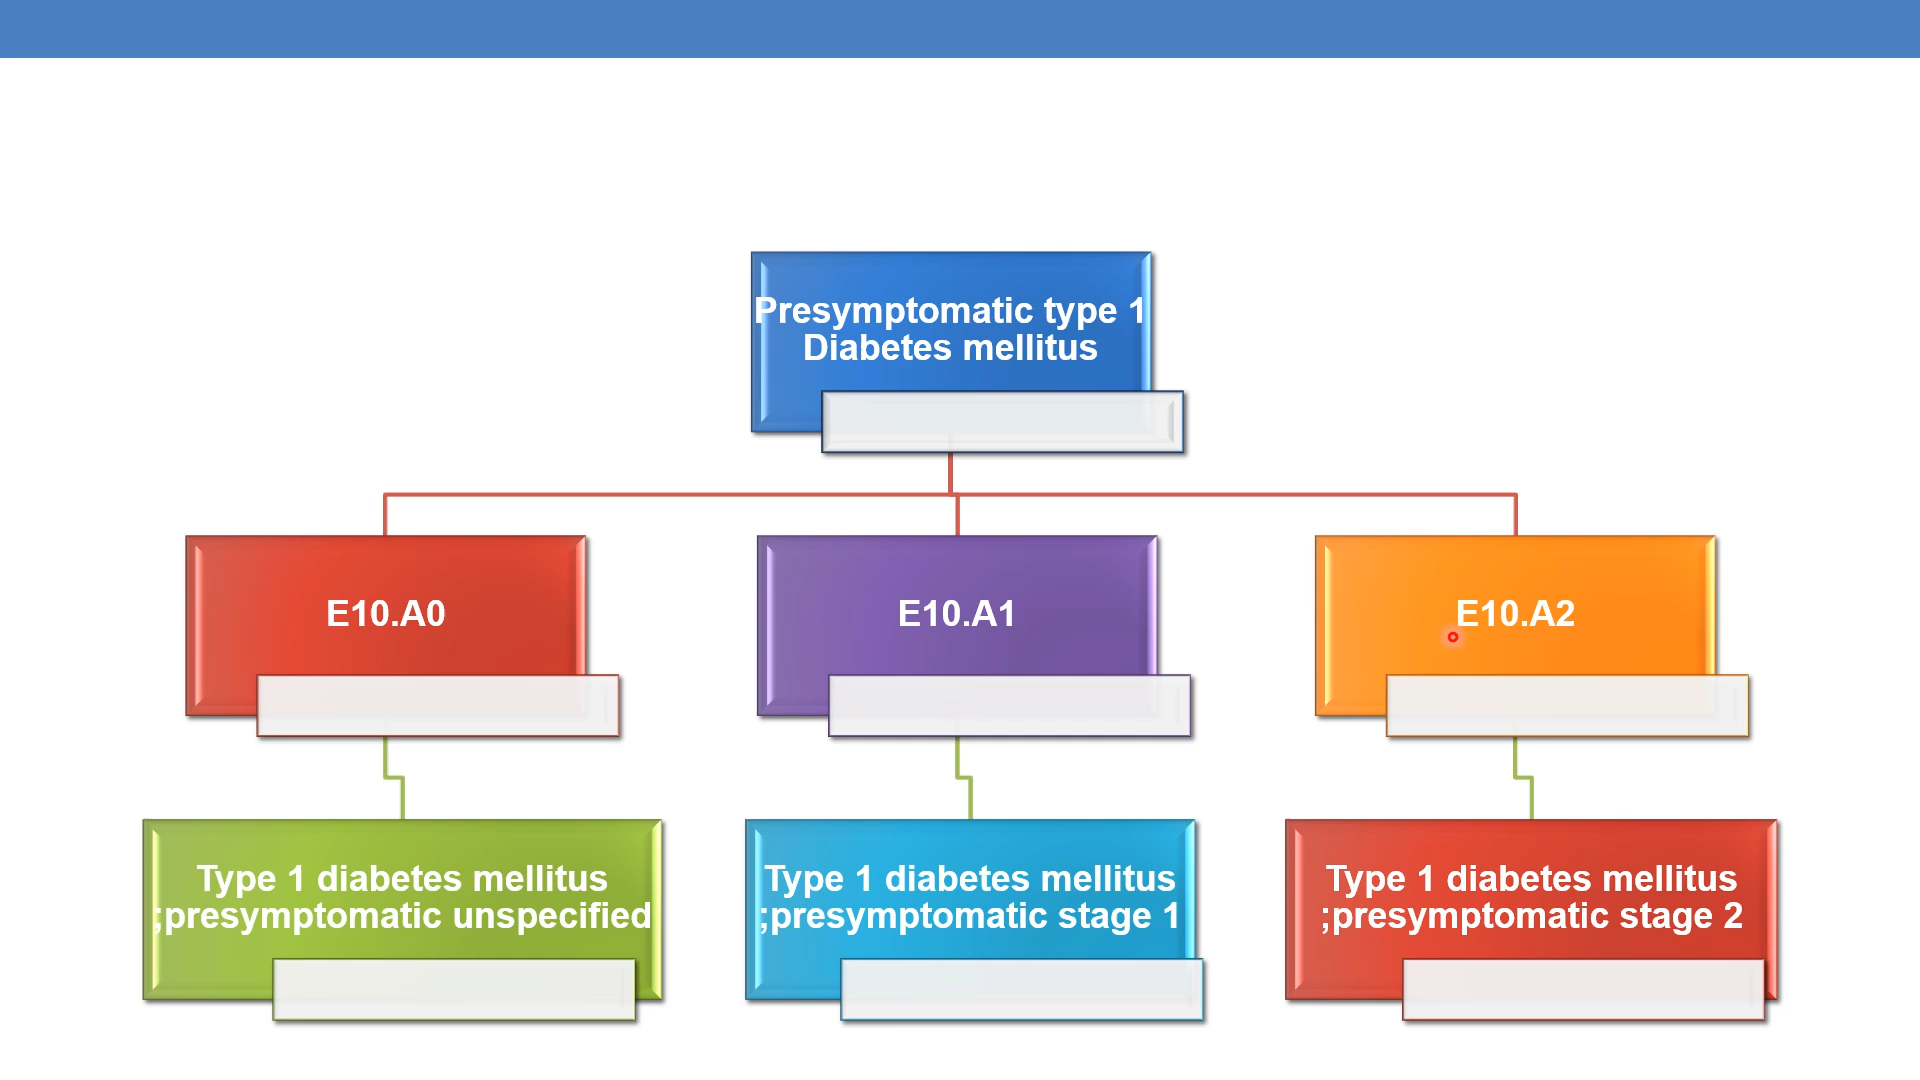 Presymptomatic type 1
Diabetes mellitus
E10.A0
E10.A1
E10.A2
Type 1 diabetes mellitus
;presymptomatic unspecified
Type 1 diabetes mellitus
;presymptomatic stage 1
Type 1 diabetes mellitus
;presymptomatic stage 2